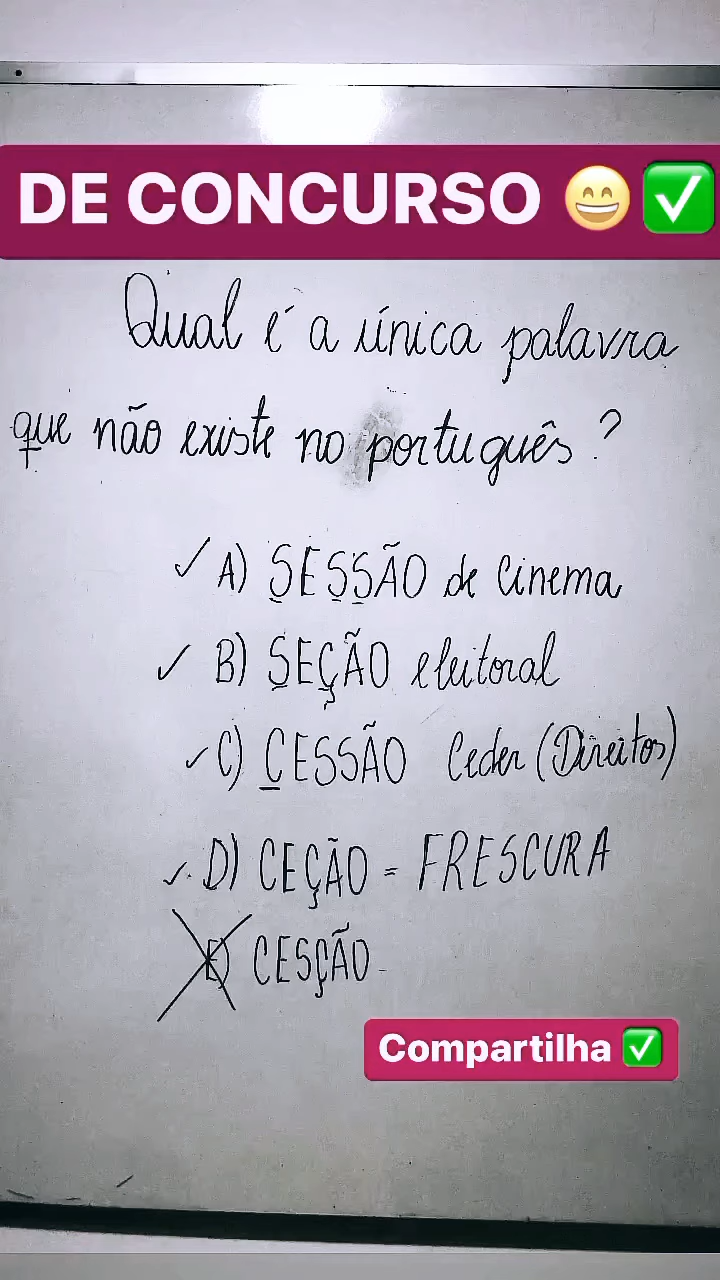 DE CONCURSO 😄✅
Qual é a única palavra
que não existe no português?
✓ A) SESSÃO de Cinema
✓ B) SEÇÃO eleitoral
✓ C) CESSÃO Ceder (Direitos)
✓ D) CEÇÃO = FRESCURA
E) CESÇÃO
Compartilha ✅